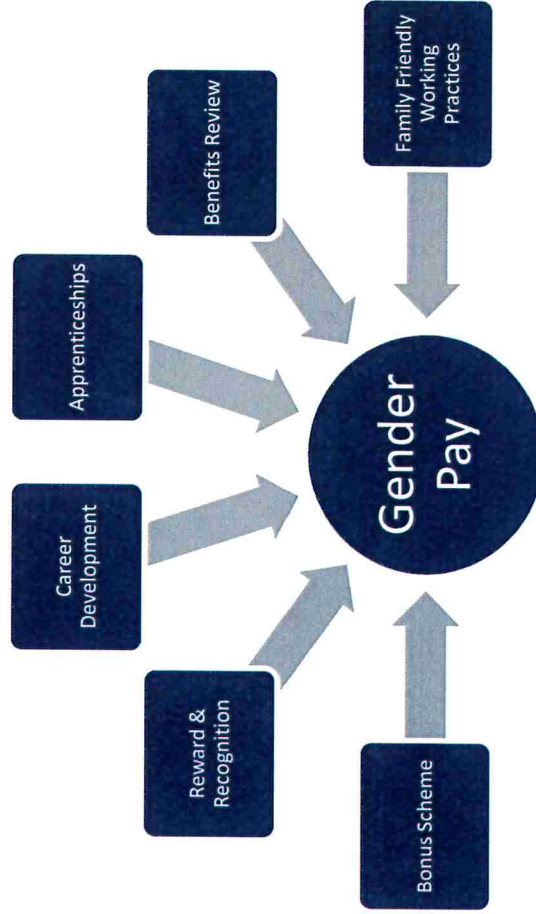 Bonus Scheme
Reward &
Recognition
Career
Development
Apprenticeships
Benefits Review
Family Friendly
Working
Practices
Gender
Pay